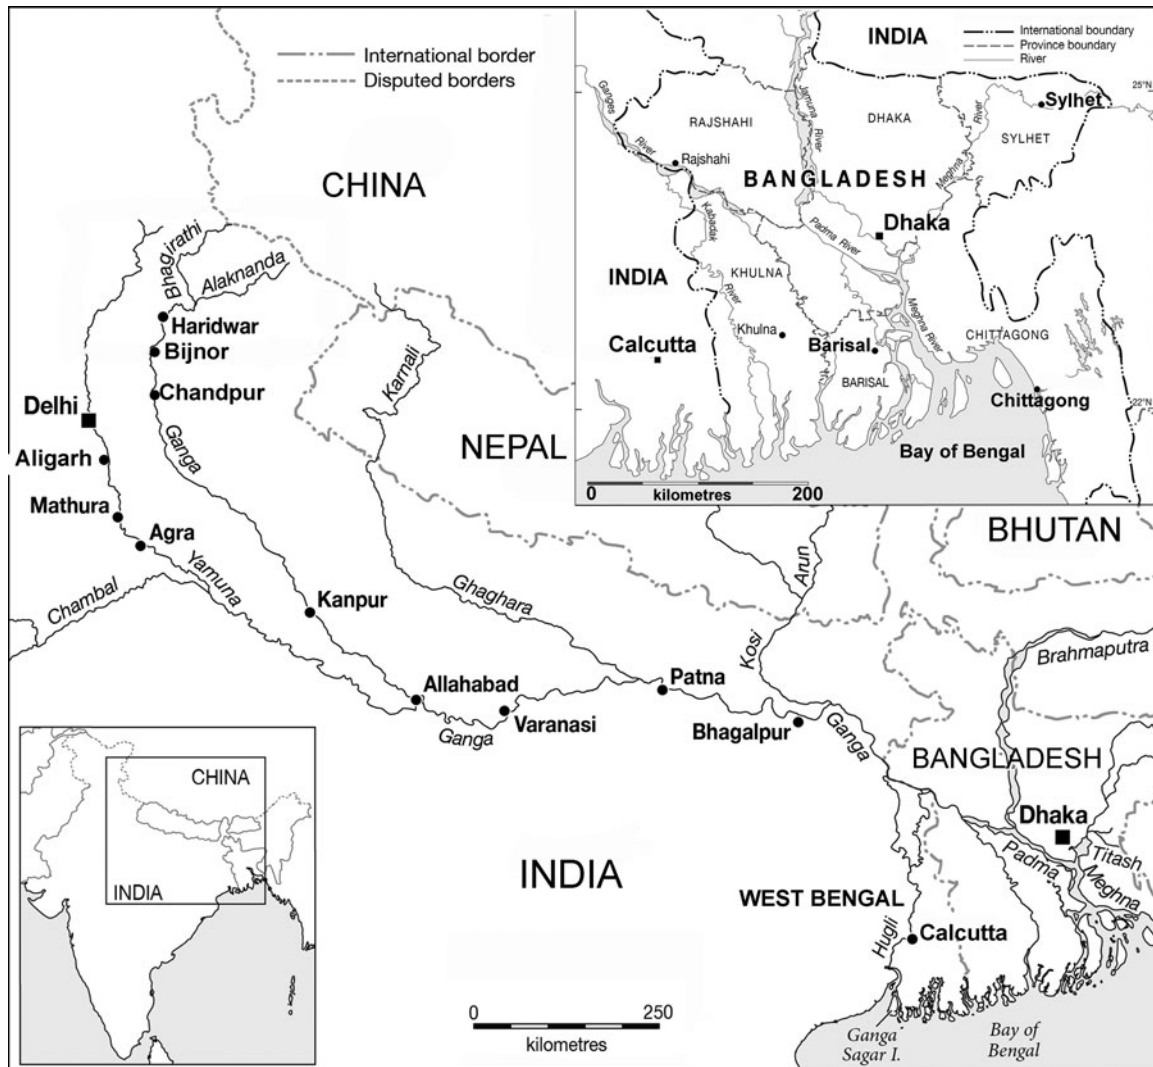 International border
Disputed borders
CHINA
Bhagirathi
Alaknanda
Haridwar
Bijnor
Chandpur
Delhi
Ganga
Karnali
Aligarh
NEPAL
Mathura
Agra
Yamuna
Chambal
Kanpur
Ghaghara
Arun
Kosi
BHUTAN
Brahmaputra
Allahabad
Patna
Varanasi
Ganga
Bhagalpur
Ganga
BANGLADESH
Dhaka
Titash
Padma
Meghna
INDIA
WEST BENGAL
Hugli
Calcutta
0 250
kilometres
Ganga
Sagar I.
Bay of
Bengal
CHINA
INDIA
INDIA
International boundary
Province boundary
River
25°N
Ganges
River
RAJSHAHI
Rajshahi
Jamuna
River
DHAKA
Meghna
River
Sylhet
SYLHET
BANGLADESH
Kabadak
River
Padma River
Dhaka
INDIA
KHULNA
Khulna
Calcutta
Barisal
BARISAL
Meghna River
CHITTAGONG
Chittagong
22°N
Bay of Bengal
0 200
kilometres